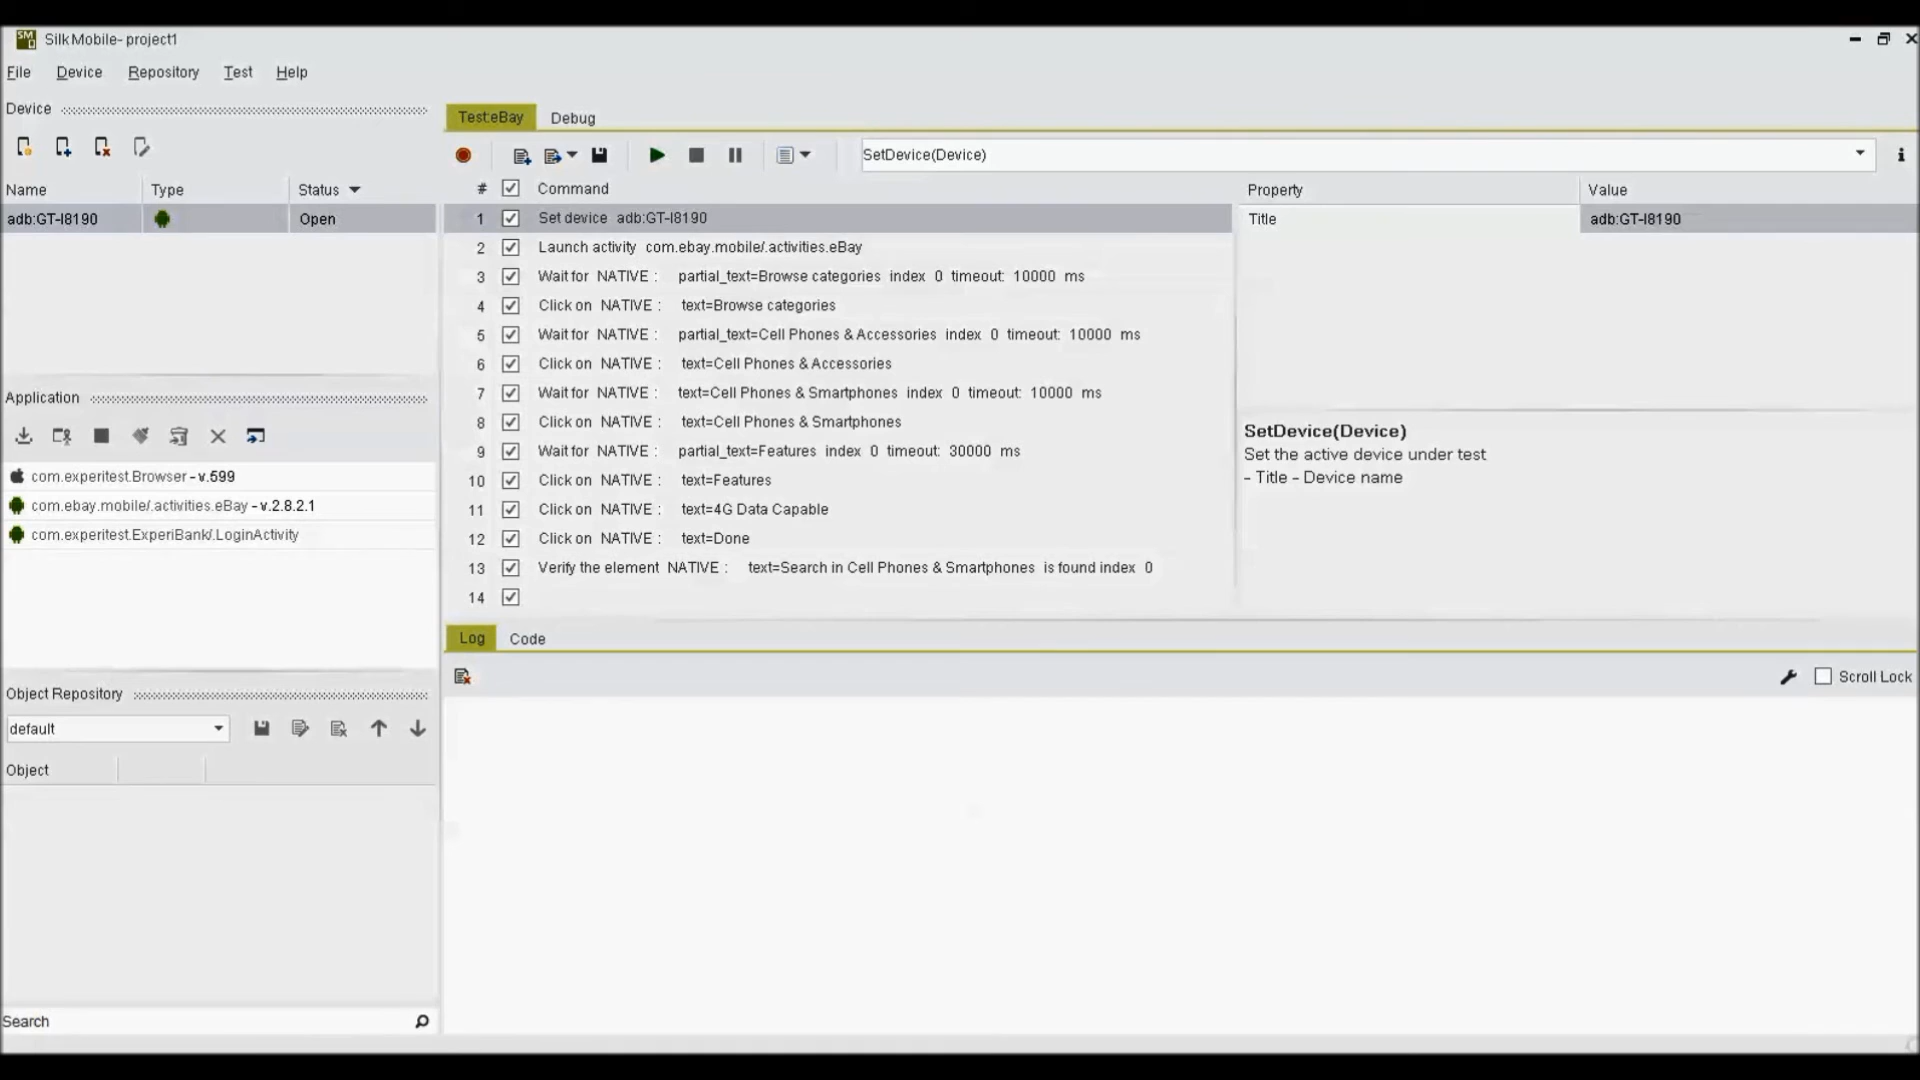 Silk Mobile- project1
File Device Repository Test Help
Device
Name Type Status
adb:GT-I8190 Open
Application
com.experitest.Browser - v.599
com.ebay.mobile/.activities.eBay - v.2.8.2.1
com.experitest.ExperiBank/.LoginActivity
Object Repository
default
Object
Search
Test:eBay Debug
SetDevice(Device)
# Command
1 Set device adb:GT-I8190
2 Launch activity com.ebay.mobile/.activities.eBay
3 Wait for NATIVE : partial_text=Browse categories index 0 timeout: 10000 ms
4 Click on NATIVE : text=Browse categories
5 Wait for NATIVE : partial_text=Cell Phones & Accessories index 0 timeout: 10000 ms
6 Click on NATIVE : text=Cell Phones & Accessories
7 Wait for NATIVE : text=Cell Phones & Smartphones index 0 timeout: 10000 ms
8 Click on NATIVE : text=Cell Phones & Smartphones
9 Wait for NATIVE : partial_text=Features index 0 timeout: 30000 ms
10 Click on NATIVE : text=Features
11 Click on NATIVE : text=4G Data Capable
12 Click on NATIVE : text=Done
13 Verify the element NATIVE : text=Search in Cell Phones & Smartphones is found index 0
14
Property Value
Title adb:GT-I8190
SetDevice(Device)
Set the active device under test
- Title - Device name
Log Code
Scroll Lock